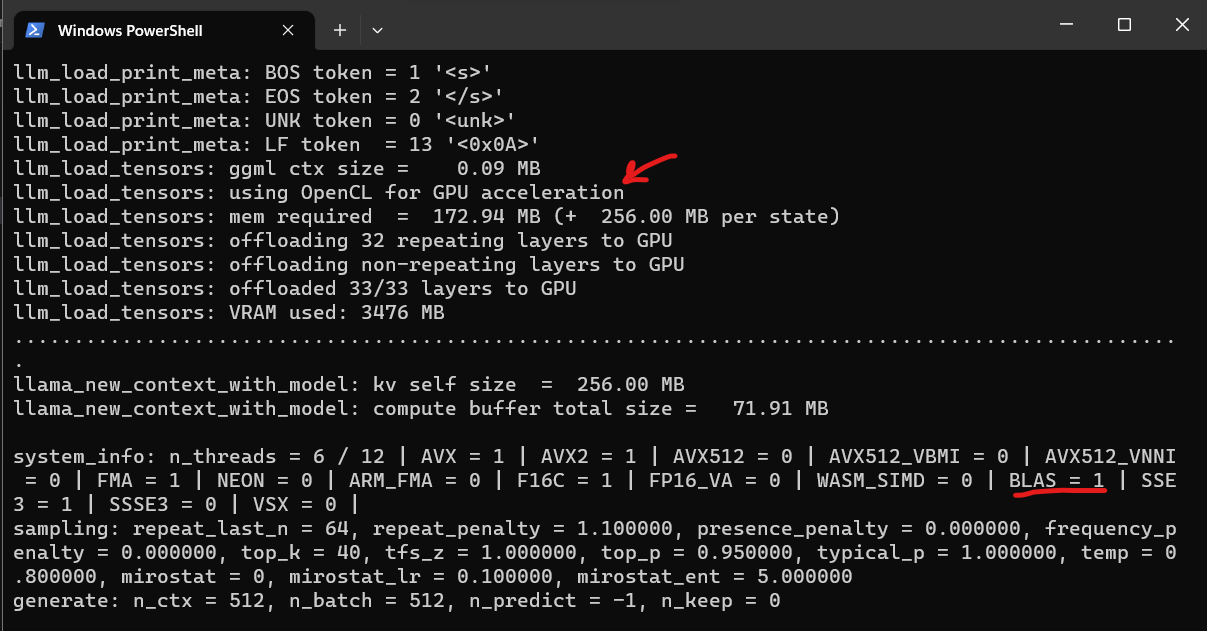 Windows PowerShell
llm_load_print_meta: BOS token = 1 '<s>'
llm_load_print_meta: EOS token = 2 '</s>'
llm_load_print_meta: UNK token = 0 '<unk>'
llm_load_print_meta: LF token  = 13 '<0x0A>'
llm_load_tensors: ggml ctx size =    0.09 MB
llm_load_tensors: using OpenCL for GPU acceleration
llm_load_tensors: mem required  =  172.94 MB (+  256.00 MB per state)
llm_load_tensors: offloading 32 repeating layers to GPU
llm_load_tensors: offloading non-repeating layers to GPU
llm_load_tensors: offloaded 33/33 layers to GPU
llm_load_tensors: VRAM used: 3476 MB
.................................................................................................
.
llama_new_context_with_model: kv self size  =  256.00 MB
llama_new_context_with_model: compute buffer total size =   71.91 MB
system_info: n_threads = 6 / 12 | AVX = 1 | AVX2 = 1 | AVX512 = 0 | AVX512_VBMI = 0 | AVX512_VNNI
 = 0 | FMA = 1 | NEON = 0 | ARM_FMA = 0 | F16C = 1 | FP16_VA = 0 | WASM_SIMD = 0 | BLAS = 1 | SSE
3 = 1 | SSSE3 = 0 | VSX = 0 |
sampling: repeat_last_n = 64, repeat_penalty = 1.100000, presence_penalty = 0.000000, frequency_p
enalty = 0.000000, top_k = 40, tfs_z = 1.000000, top_p = 0.950000, typical_p = 1.000000, temp = 0
.800000, mirostat = 0, mirostat_lr = 0.100000, mirostat_ent = 5.000000
generate: n_ctx = 512, n_batch = 512, n_predict = -1, n_keep = 0